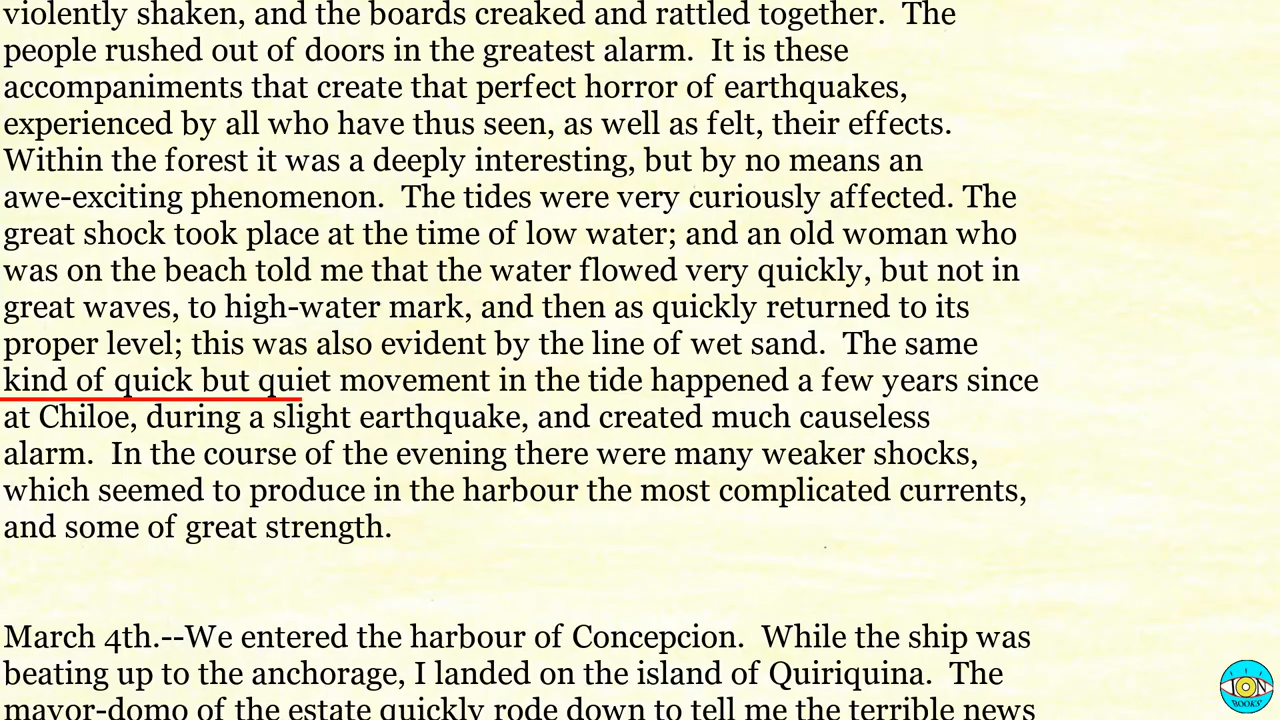 violently shaken, and the boards creaked and rattled together.  The
people rushed out of doors in the greatest alarm.  It is these
accompaniments that create that perfect horror of earthquakes,
experienced by all who have thus seen, as well as felt, their effects.
Within the forest it was a deeply interesting, but by no means an
awe-exciting phenomenon.  The tides were very curiously affected. The
great shock took place at the time of low water; and an old woman who
was on the beach told me that the water flowed very quickly, but not in
great waves, to high-water mark, and then as quickly returned to its
proper level; this was also evident by the line of wet sand.  The same
kind of quick but quiet movement in the tide happened a few years since
at Chiloe, during a slight earthquake, and created much causeless
alarm.  In the course of the evening there were many weaker shocks,
which seemed to produce in the harbour the most complicated currents,
and some of great strength.
March 4th.--We entered the harbour of Concepcion.  While the ship was
beating up to the anchorage, I landed on the island of Quiriquina.  The
mayor-domo of the estate quickly rode down to tell me the terrible news
ION
BOOKS